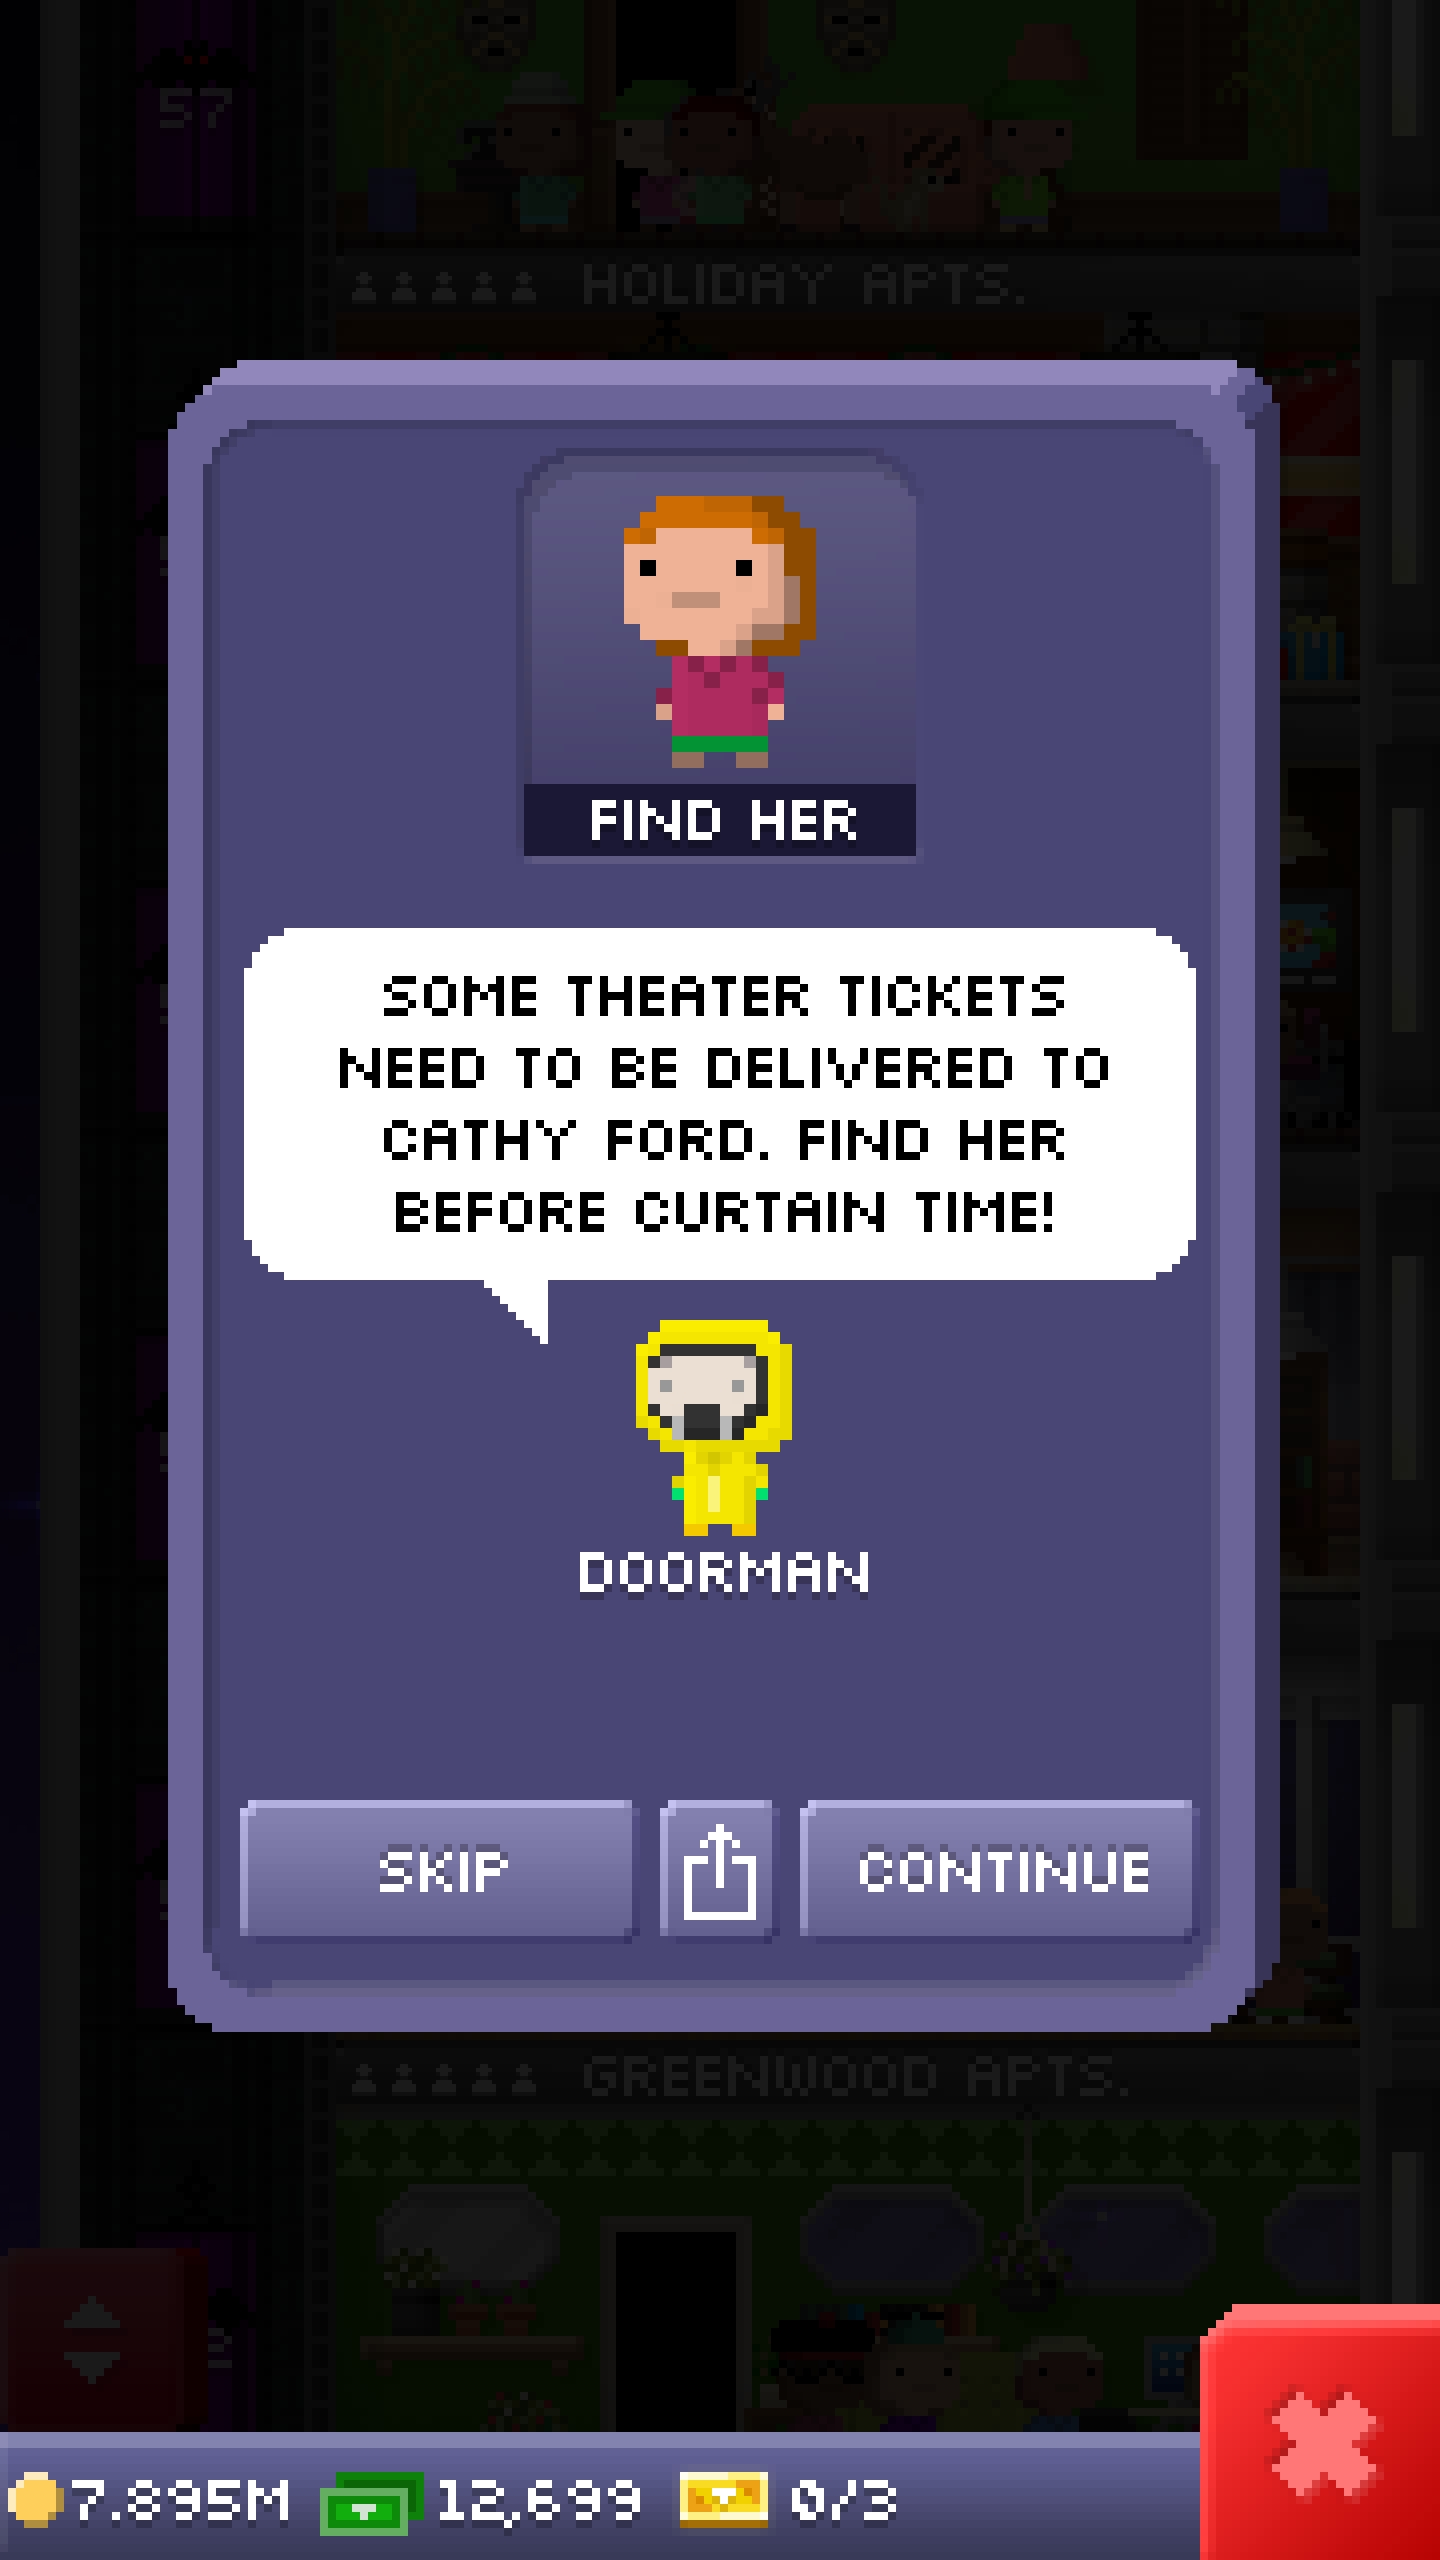 57
HOLIDAY APTS.
FIND HER
SOME THEATER TICKETS
NEED TO BE DELIVERED TO
CATHY FORD. FIND HER
BEFORE CURTAIN TIME!
DOORMAN
SKIP
CONTINUE
GREENWOOD APTS.
7.895M 12,699 0/3